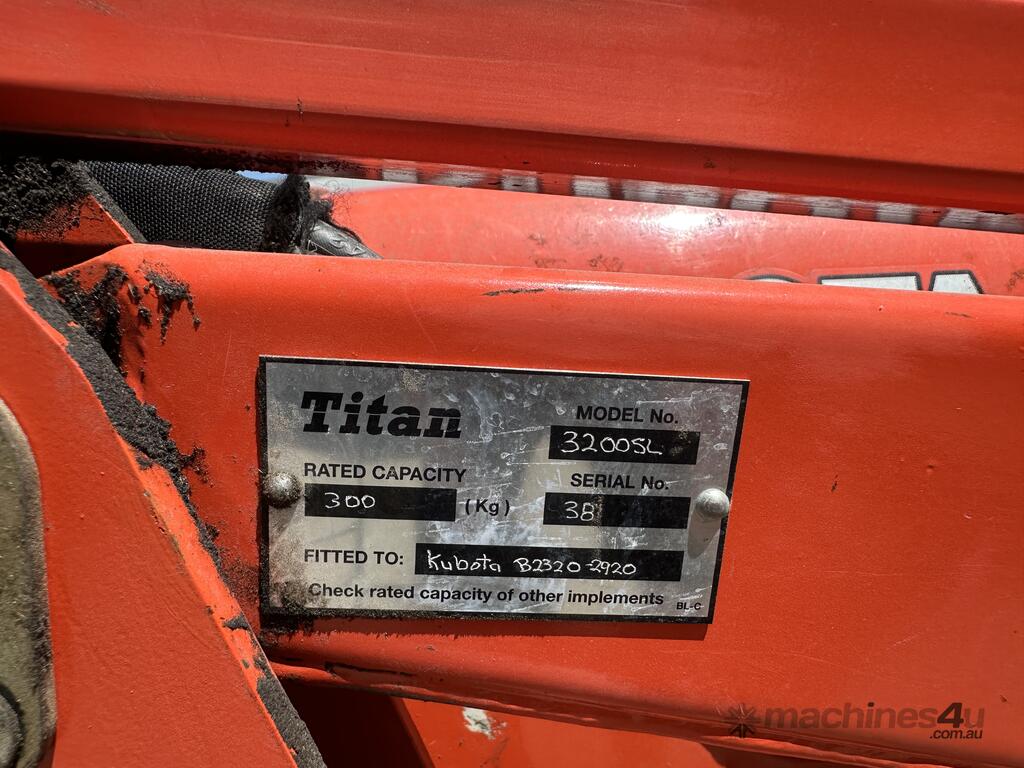 Titan
MODEL No.
3200SL
RATED CAPACITY
300 (Kg)
SERIAL No.
38
FITTED TO: Kubota B2320-2920
Check rated capacity of other implements
BL-C
machines4u
.com.au